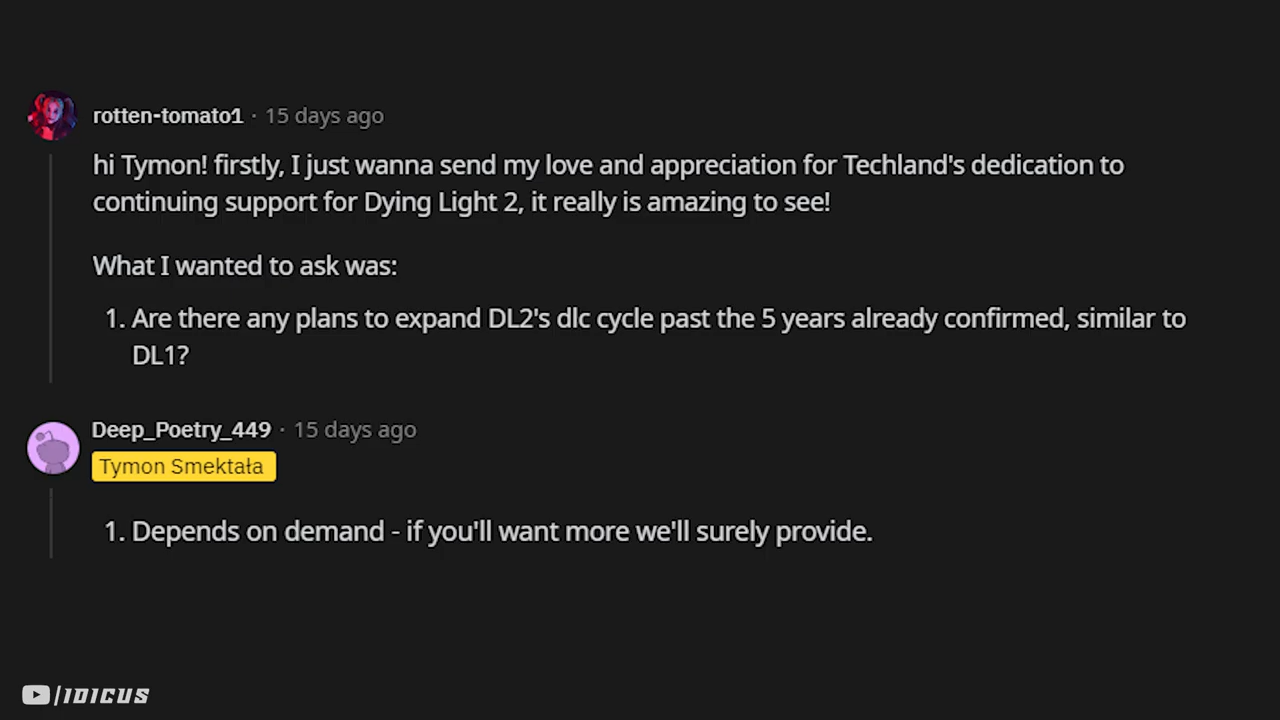 rotten-tomato1 · 15 days ago
hi Tymon! firstly, I just wanna send my love and appreciation for Techland's dedication to
continuing support for Dying Light 2, it really is amazing to see!
What I wanted to ask was:
1. Are there any plans to expand DL2's dlc cycle past the 5 years already confirmed, similar to
DL1?
Deep_Poetry_449 · 15 days ago
Tymon Smektała
1. Depends on demand - if you'll want more we'll surely provide.
/IDICUS